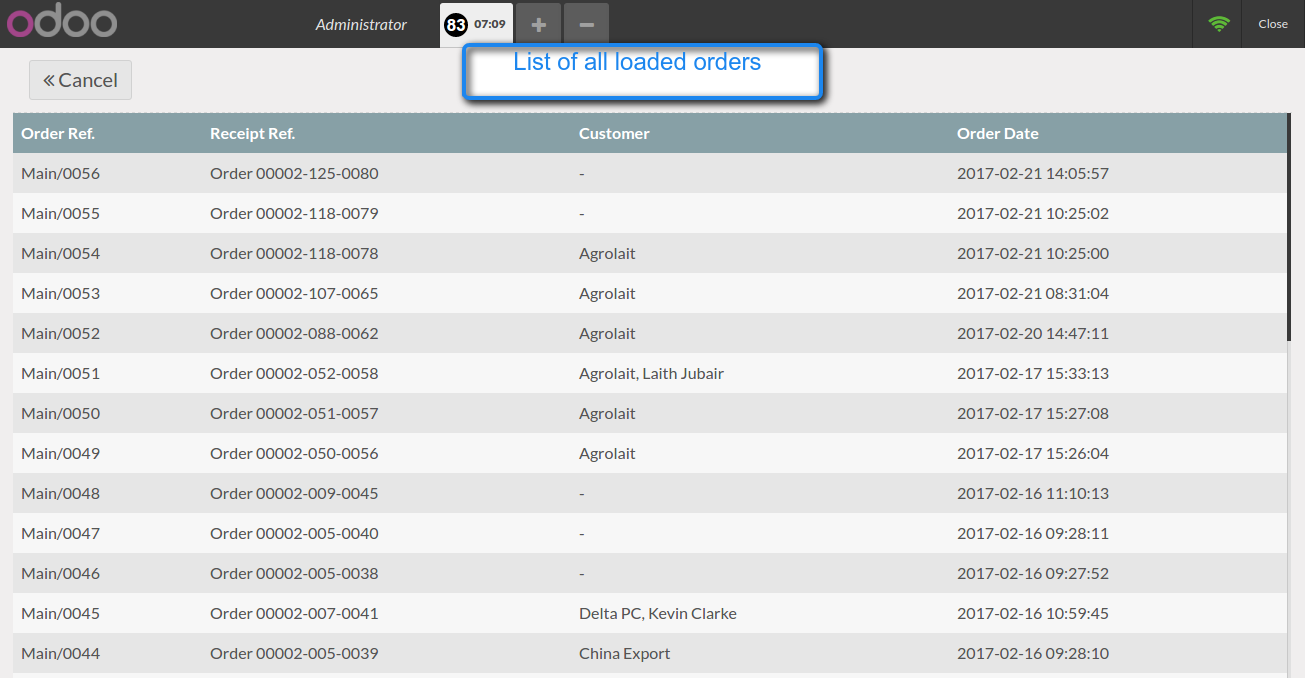 odoo Administrator 83 07:09 + − Close
List of all loaded orders
« Cancel
Order Ref. Receipt Ref. Customer Order Date
Main/0056 Order 00002-125-0080 - 2017-02-21 14:05:57
Main/0055 Order 00002-118-0079 - 2017-02-21 10:25:02
Main/0054 Order 00002-118-0078 Agrolait 2017-02-21 10:25:00
Main/0053 Order 00002-107-0065 Agrolait 2017-02-21 08:31:04
Main/0052 Order 00002-088-0062 Agrolait 2017-02-20 14:47:11
Main/0051 Order 00002-052-0058 Agrolait, Laith Jubair 2017-02-17 15:33:13
Main/0050 Order 00002-051-0057 Agrolait 2017-02-17 15:27:08
Main/0049 Order 00002-050-0056 Agrolait 2017-02-17 15:26:04
Main/0048 Order 00002-009-0045 - 2017-02-16 11:10:13
Main/0047 Order 00002-005-0040 - 2017-02-16 09:28:11
Main/0046 Order 00002-005-0038 - 2017-02-16 09:27:52
Main/0045 Order 00002-007-0041 Delta PC, Kevin Clarke 2017-02-16 10:59:45
Main/0044 Order 00002-005-0039 China Export 2017-02-16 09:28:10